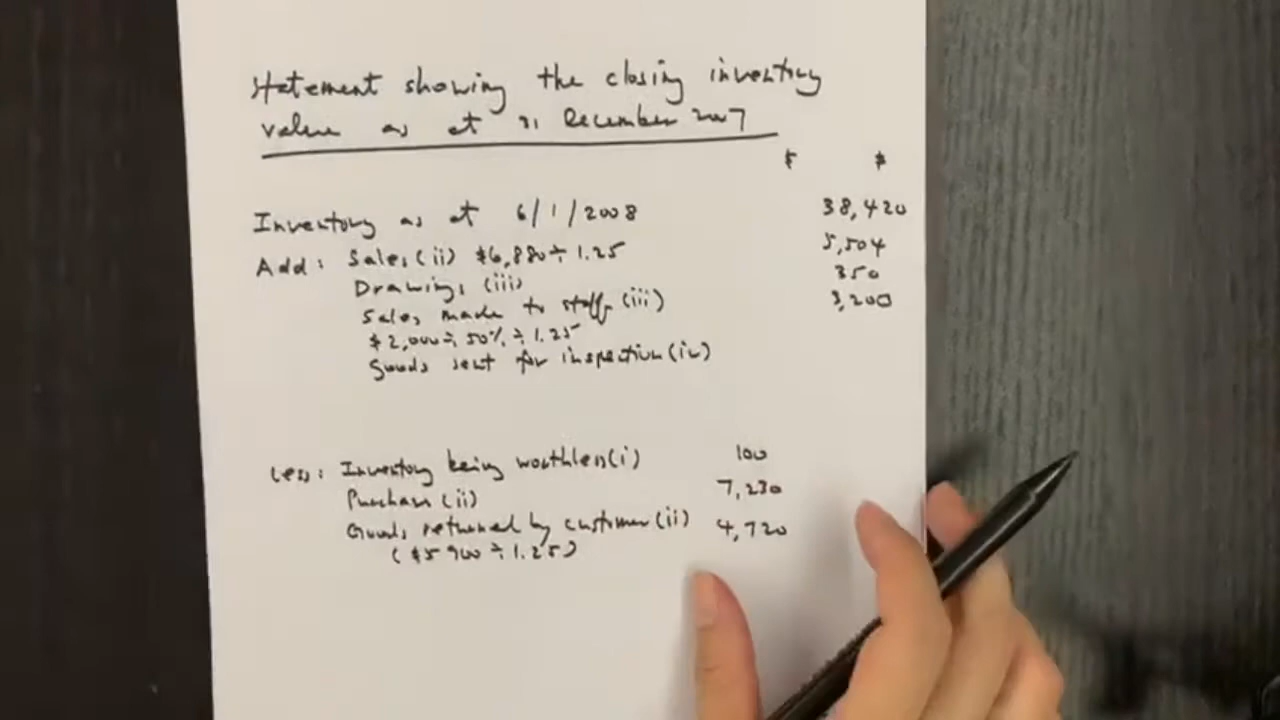 Statement showing the closing inventory
value as at 31 December 2007
$ $
Inventory as at 6/1/2008 38,420
Add: Sales (ii) $6,880÷1.25 5,504
Drawings (iii) 350
Sales made to staff (iii) 3,200
$2,000÷50%÷1.25
Goods sent for inspection (iv)
Less: Inventory being worthless (i) 100
Purchases (ii) 7,230
Goods returned by customer (ii) 4,720
($5900÷1.25)